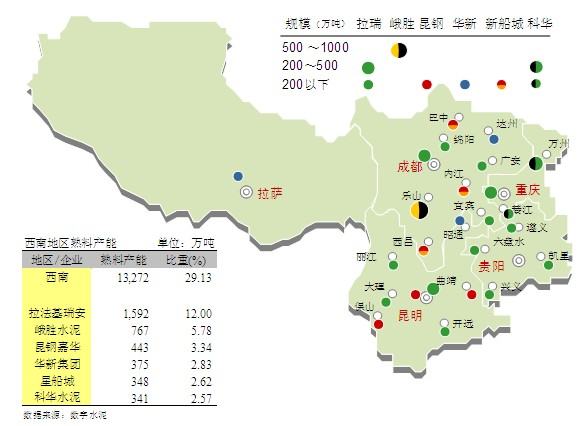 规模（万吨） 拉瑞 峨胜 昆钢 华新 新船城 科华
500 ～1000
200～500
200以下
巴中
达州
绵阳
万州
成都
广安
内江
重庆
拉萨
乐山
宜宾
綦江
昭通
遵义
西昌
六盘水
丽江
贵阳
凯里
大理
曲靖
兴义
保山
昆明
开远
西南地区熟料产能 单位：万吨
地区/企业 熟料产能 比重(%)
西南 13,272 29.13
拉法基瑞安 1,592 12.00
峨胜水泥 767 5.78
昆钢嘉华 443 3.34
华新集团 375 2.83
星船城 348 2.62
科华水泥 341 2.57
数据来源：数字水泥